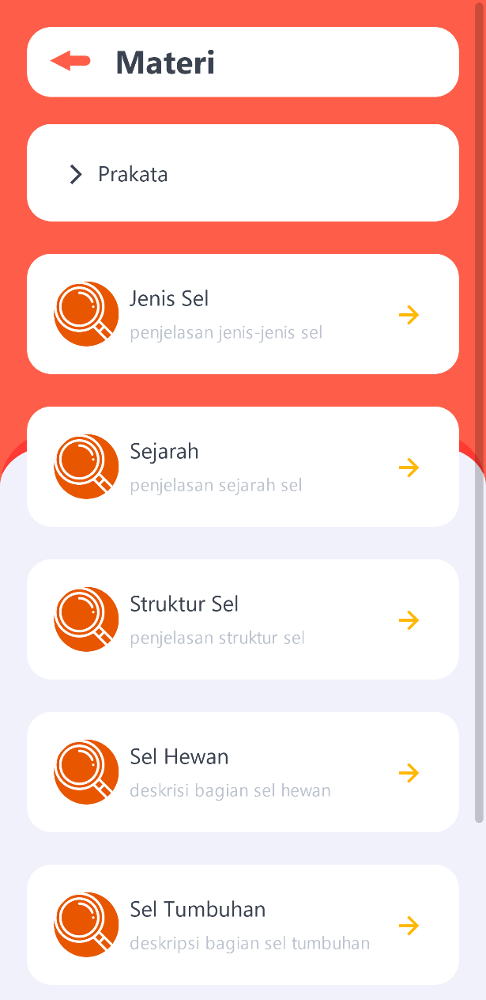 Materi
Prakata
Jenis Sel
penjelasan jenis-jenis sel
Sejarah
penjelasan sejarah sel
Struktur Sel
penjelasan struktur sel
Sel Hewan
deskrisi bagian sel hewan
Sel Tumbuhan
deskripsi bagian sel tumbuhan